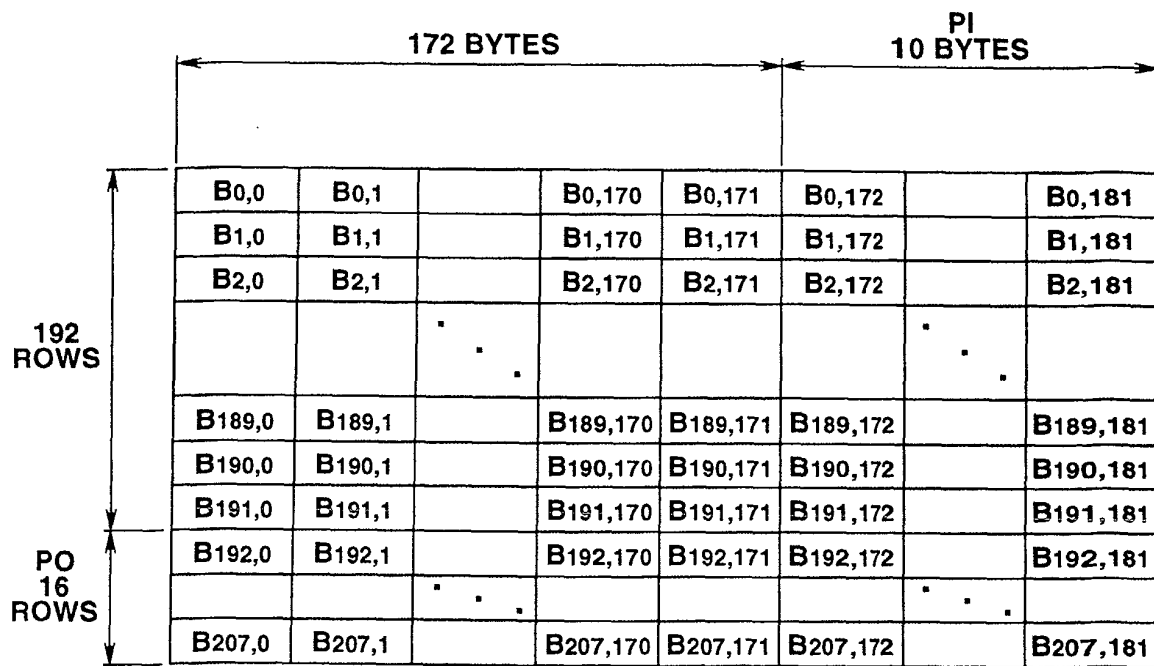 172 BYTES
PI
10 BYTES
B0,0 B0,1 B0,170 B0,171 B0,172 B0,181
B1,0 B1,1 B1,170 B1,171 B1,172 B1,181
B2,0 B2,1 B2,170 B2,171 B2,172 B2,181
192
ROWS
B189,0 B189,1 B189,170 B189,171 B189,172 B189,181
B190,0 B190,1 B190,170 B190,171 B190,172 B190,181
B191,0 B191,1 B191,170 B191,171 B191,172 B191,181
PO
16
ROWS
B192,0 B192,1 B192,170 B192,171 B192,172 B192,181
B207,0 B207,1 B207,170 B207,171 B207,172 B207,181